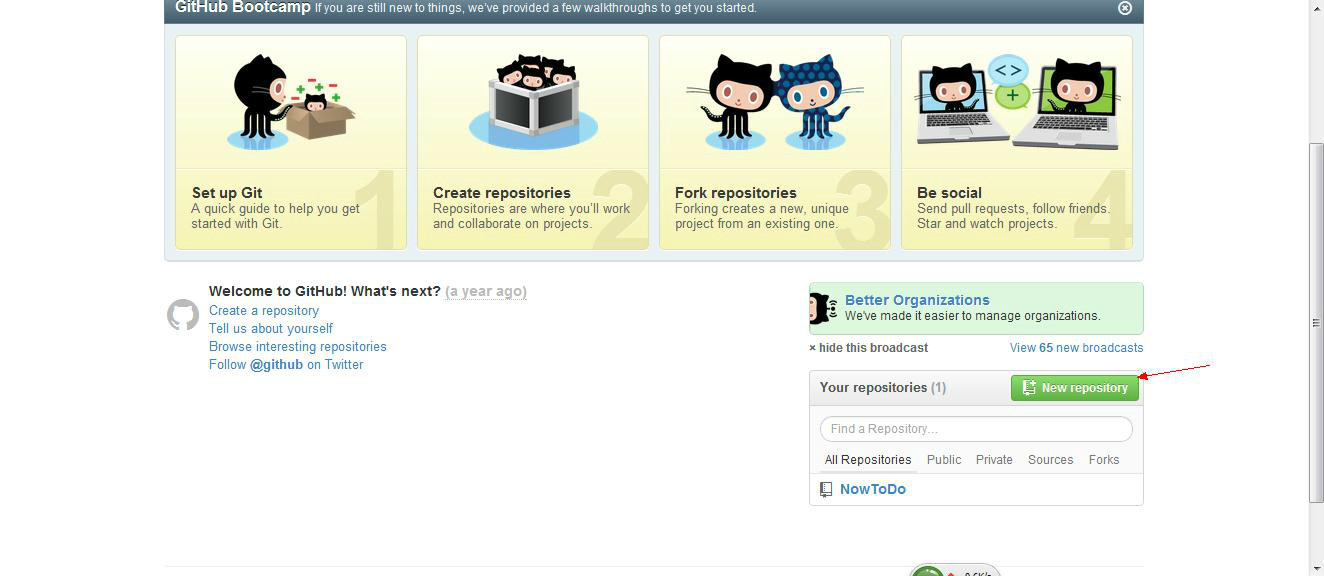 GitHub Bootcamp If you are still new to things, we've provided a few walkthroughs to get you started.
1
Set up Git
A quick guide to help you get
started with Git.
2
Create repositories
Repositories are where you'll work
and collaborate on projects.
3
Fork repositories
Forking creates a new, unique
project from an existing one.
4
Be social
Send pull requests, follow friends.
Star and watch projects.
Welcome to GitHub! What's next? (a year ago)
Create a repository
Tell us about yourself
Browse interesting repositories
Follow @github on Twitter
Better Organizations
We've made it easier to manage organizations.
× hide this broadcast
View 65 new broadcasts
Your repositories (1)
New repository
Find a Repository...
All Repositories Public Private Sources Forks
NowToDo